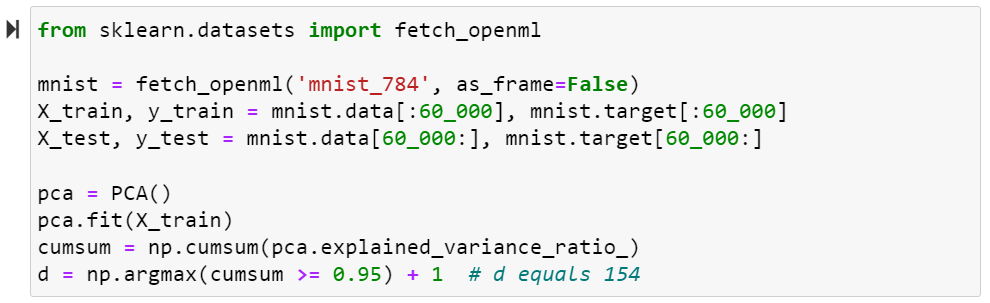 from sklearn.datasets import fetch_openml
mnist = fetch_openml('mnist_784', as_frame=False)
X_train, y_train = mnist.data[:60_000], mnist.target[:60_000]
X_test, y_test = mnist.data[60_000:], mnist.target[60_000:]
pca = PCA()
pca.fit(X_train)
cumsum = np.cumsum(pca.explained_variance_ratio_)
d = np.argmax(cumsum >= 0.95) + 1  # d equals 154